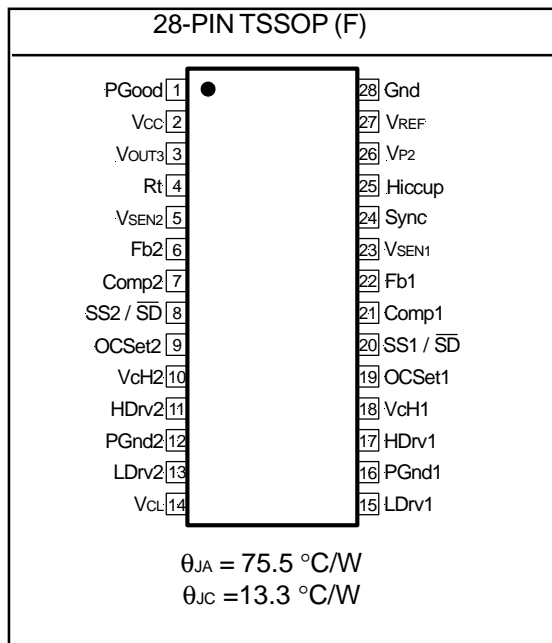 28-PIN TSSOP (F)
PGood 1 28 Gnd
VCC 2 27 VREF
VOUT3 3 26 VP2
Rt 4 25 Hiccup
VSEN2 5 24 Sync
Fb2 6 23 VSEN1
Comp2 7 22 Fb1
SS2 / SD 8 21 Comp1
OCSet2 9 20 SS1 / SD
VcH2 10 19 OCSet1
HDrv2 11 18 VcH1
PGnd2 12 17 HDrv1
LDrv2 13 16 PGnd1
VCL 14 15 LDrv1
θJA = 75.5 °C/W
θJC =13.3 °C/W